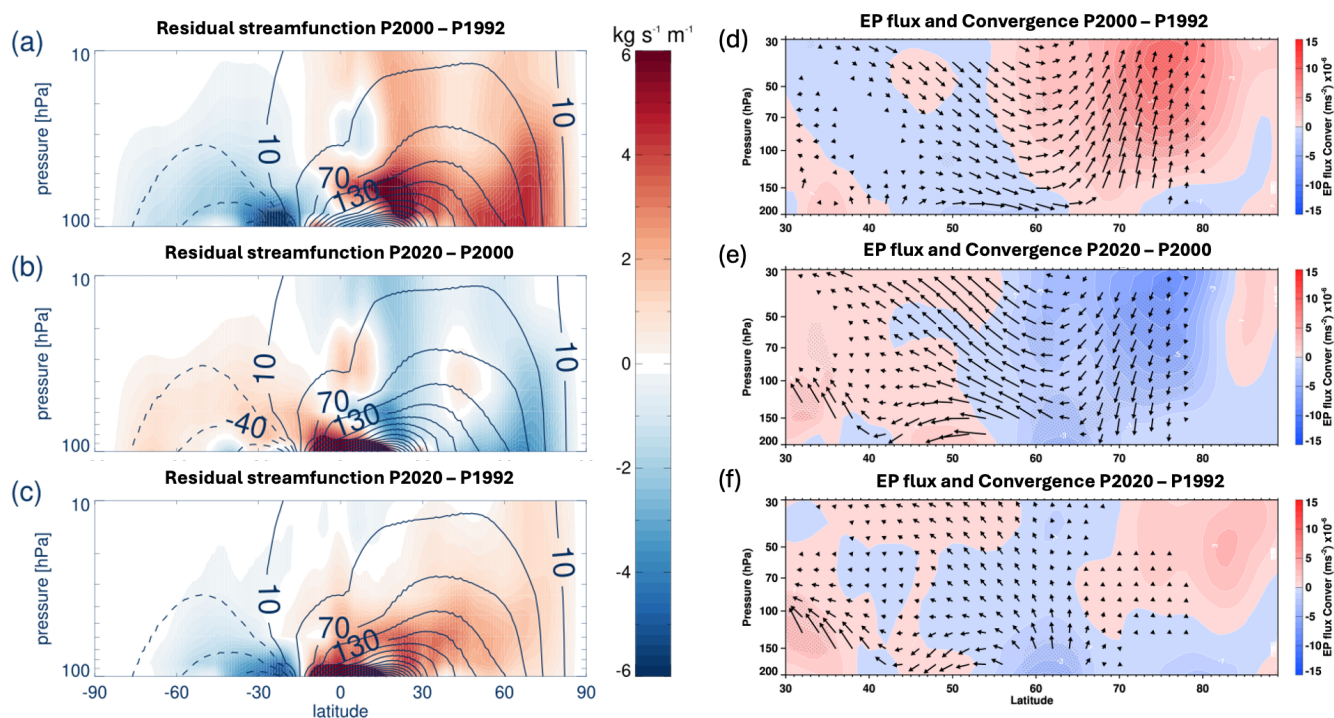 (a)
Residual streamfunction P2000 – P1992
kg s⁻¹ m⁻¹
10
100
pressure [hPa]
10
70
130
10
(b)
Residual streamfunction P2020 – P2000
10
100
pressure [hPa]
10
-40
70
130
10
(c)
Residual streamfunction P2020 – P1992
10
100
pressure [hPa]
10
70
130
10
-90 -60 -30 0 30 60 90
latitude
6
4
2
0
-2
-4
-6
(d)
EP flux and Convergence P2000 – P1992
30
50
70
100
150
200
Pressure (hPa)
30 40 50 60 70 80
15
10
5
0
-5
-10
-15
EP flux Conver (ms⁻²) x10⁻⁶
(e)
EP flux and Convergence P2020 – P2000
30
50
70
100
150
200
Pressure (hPa)
30 40 50 60 70 80
15
10
5
0
-5
-10
-15
EP flux Conver (ms⁻²) x10⁻⁶
(f)
EP flux and Convergence P2020 – P1992
30
50
70
100
150
200
Pressure (hPa)
30 40 50 60 70 80
Latitude
15
10
5
0
-5
-10
-15
EP flux Conver (ms⁻²) x10⁻⁶